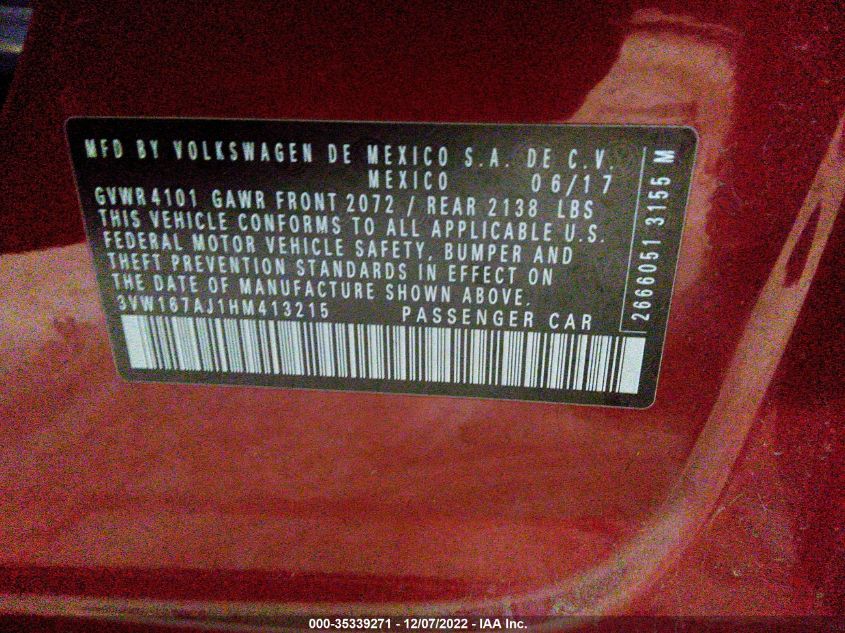 MFD BY VOLKSWAGEN DE MEXICO S.A. DE C.V.
MEXICO 06/17
GVWR4101 GAWR FRONT 2072 / REAR 2138 LBS
THIS VEHICLE CONFORMS TO ALL APPLICABLE U.S.
FEDERAL MOTOR VEHICLE SAFETY, BUMPER AND
THEFT PREVENTION STANDARDS IN EFFECT ON
THE DATE OF MANUFACTURE SHOWN ABOVE.
3VW167AJ1HM413215 PASSENGER CAR
2666051 3155 M
000-35339271 - 12/07/2022 - IAA Inc.